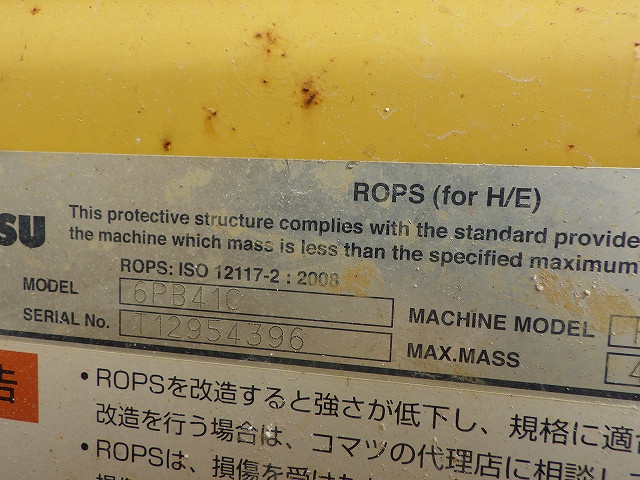 ROPS (for H/E)
SU This protective structure complies with the standard provide
the machine which mass is less than the specified maximum
ROPS: ISO 12117-2 : 2008
MODEL 6PB41C
SERIAL No. T12954396
MACHINE MODEL
MAX.MASS 4
告
・ROPSを改造すると強さが低下し、規格に適合
改造を行う場合は、コマツの代理店に相談し
・ROPSは、損傷を受け